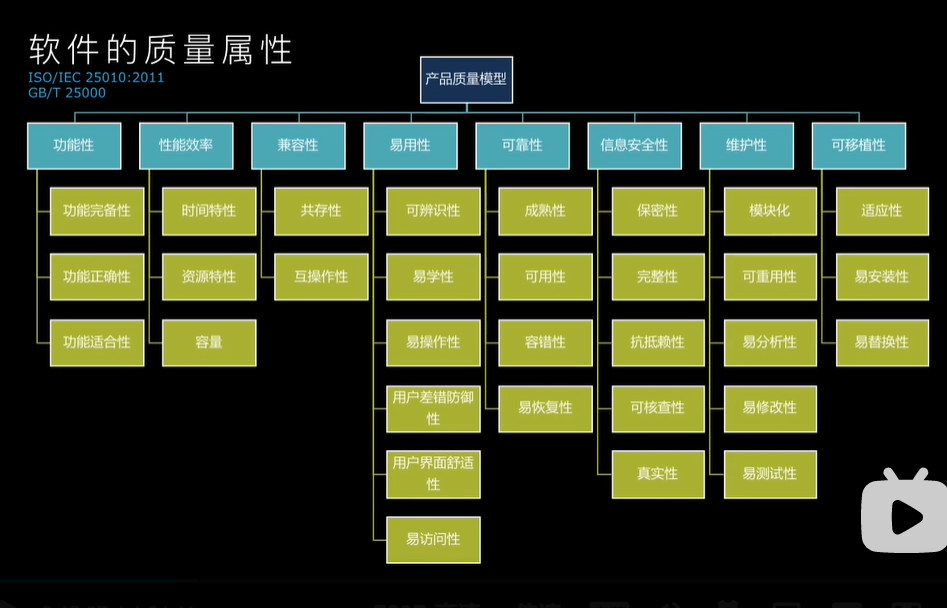 软件的质量属性
ISO/IEC 25010:2011
GB/T 25000
产品质量模型
功能性
性能效率
兼容性
易用性
可靠性
信息安全性
维护性
可移植性
功能完备性
时间特性
共存性
可辨识性
成熟性
保密性
模块化
适应性
功能正确性
资源特性
互操作性
易学性
可用性
完整性
可重用性
易安装性
功能适合性
容量
易操作性
容错性
抗抵赖性
易分析性
易替换性
用户差错防御
性
易恢复性
可核查性
易修改性
用户界面舒适
性
真实性
易测试性
易访问性